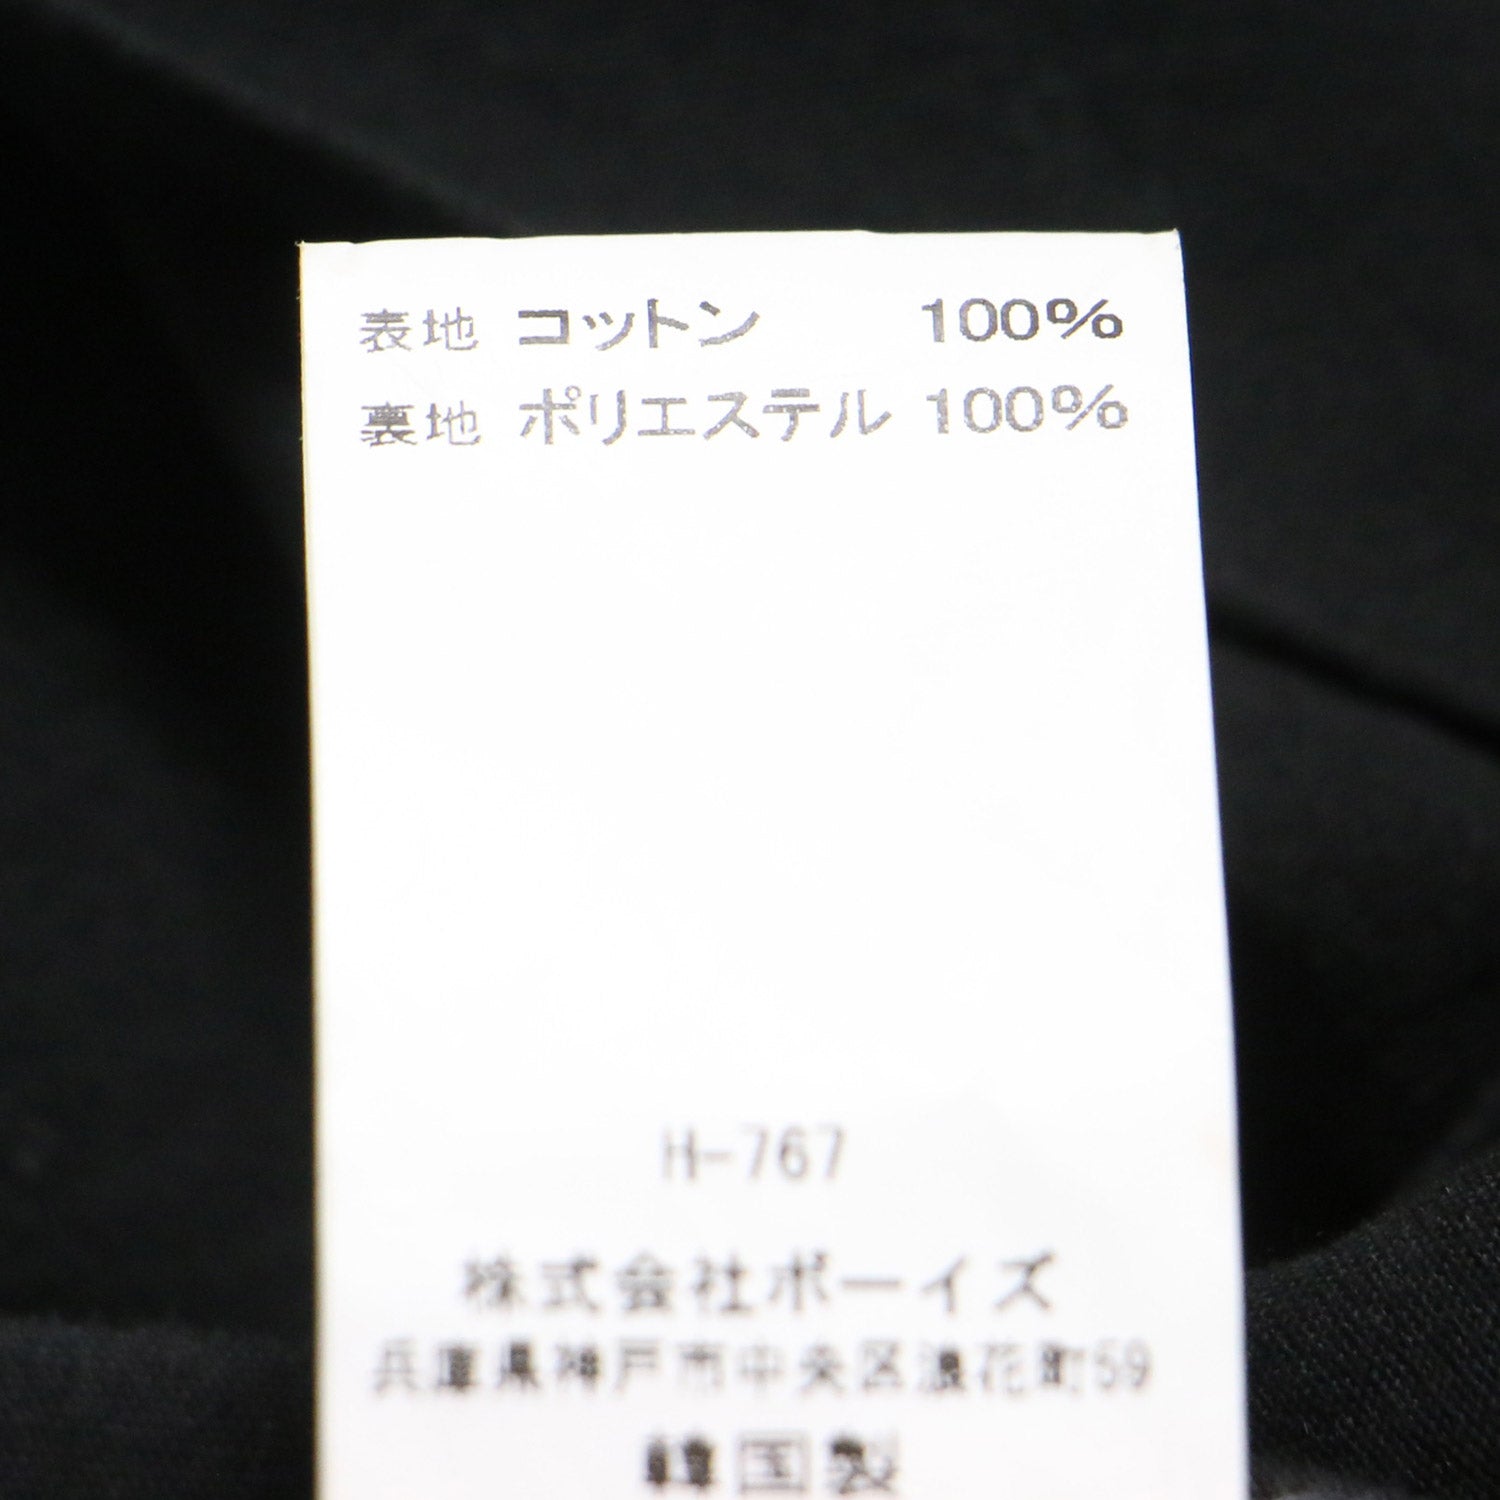 表地 コットン 100%
裏地 ポリエステル 100%
H-767
株式会社ボーイズ
兵庫県神戸市中央区浪花町59
韓国製